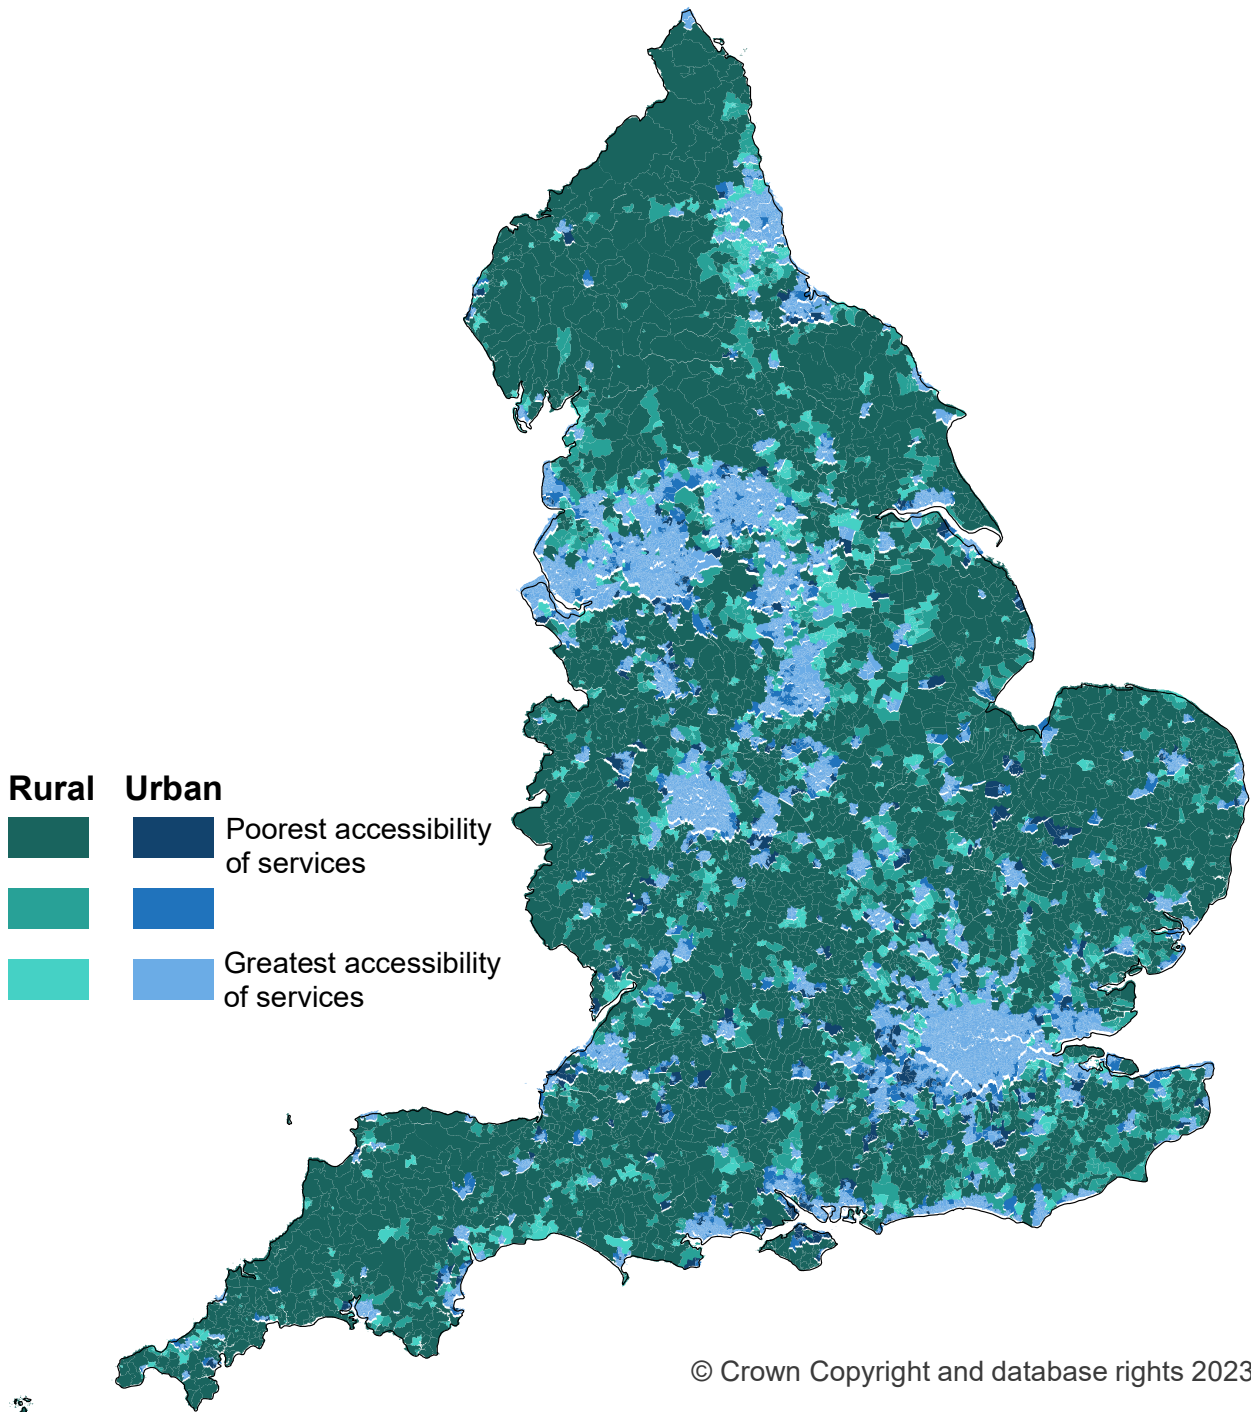 Rural Urban
Poorest accessibility
of services
Greatest accessibility
of services
© Crown Copyright and database rights 2023